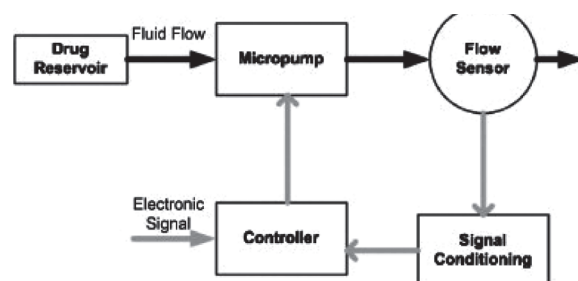 Fluid Flow
Drug
Reservoir
Micropump
Flow
Sensor
Electronic
Signal
Controller
Signal
Conditioning